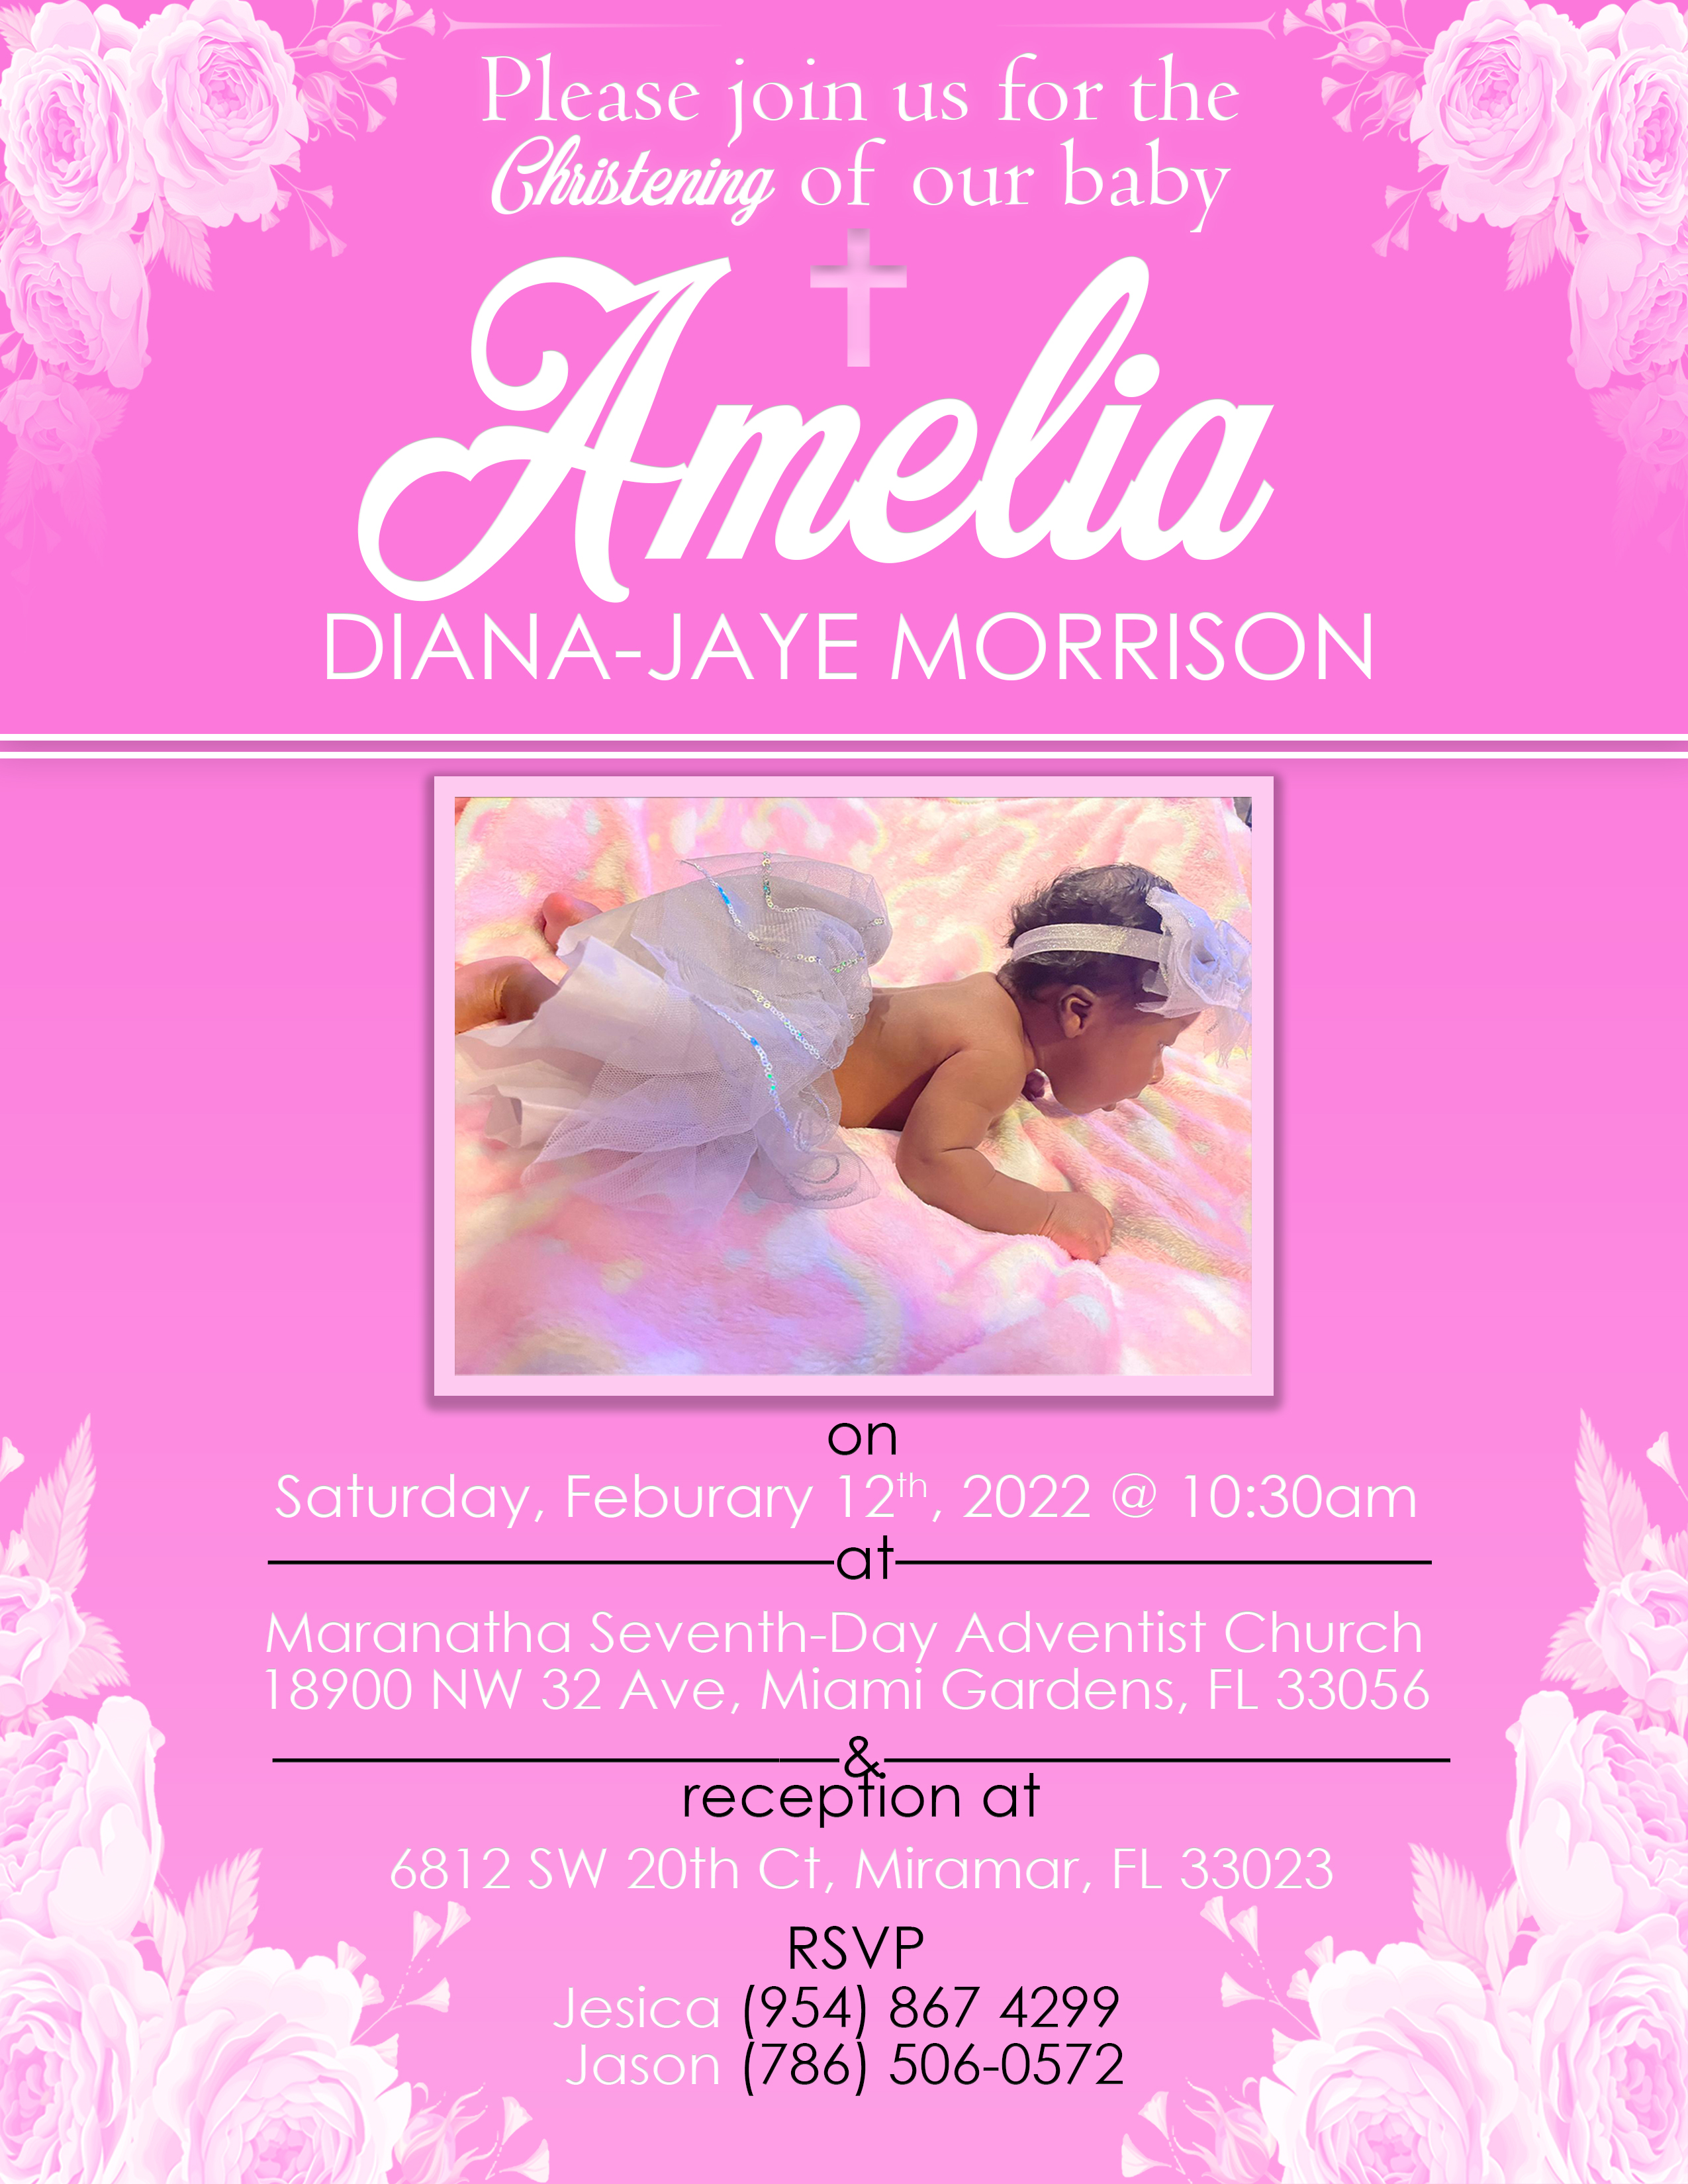 Please join us for the
Christening of our baby
Amelia
DIANA-JAYE MORRISON
on
Saturday, Feburary 12th, 2022 @ 10:30am
at
Maranatha Seventh-Day Adventist Church
18900 NW 32 Ave, Miami Gardens, FL 33056
&
reception at
6812 SW 20th Ct, Miramar, FL 33023
RSVP
Jesica (954) 867 4299
Jason (786) 506-0572